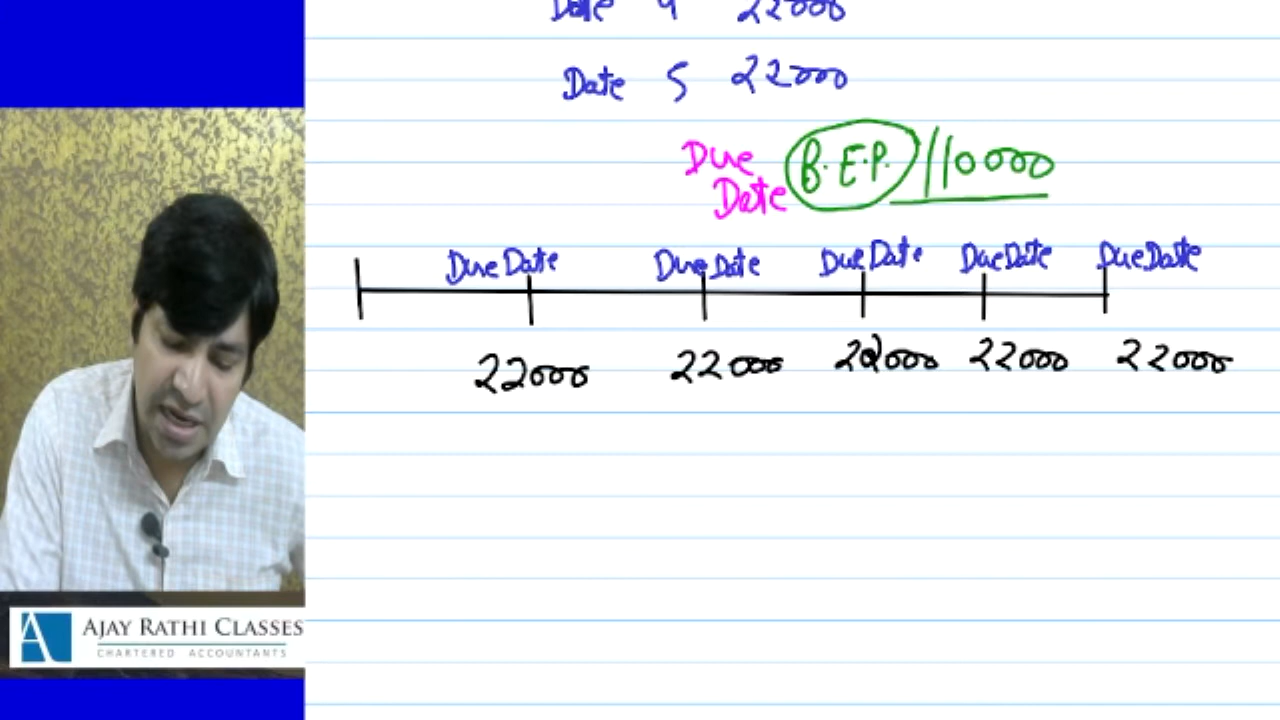 Date 4 22000
Date 5 22000
Due
Date B.E.P. 110000
Due Date Due Date Due Date Due Date Due Date
22000 22000 22000 22000 22000
AJAY RATHI CLASSES
CHARTERED ACCOUNTANTS